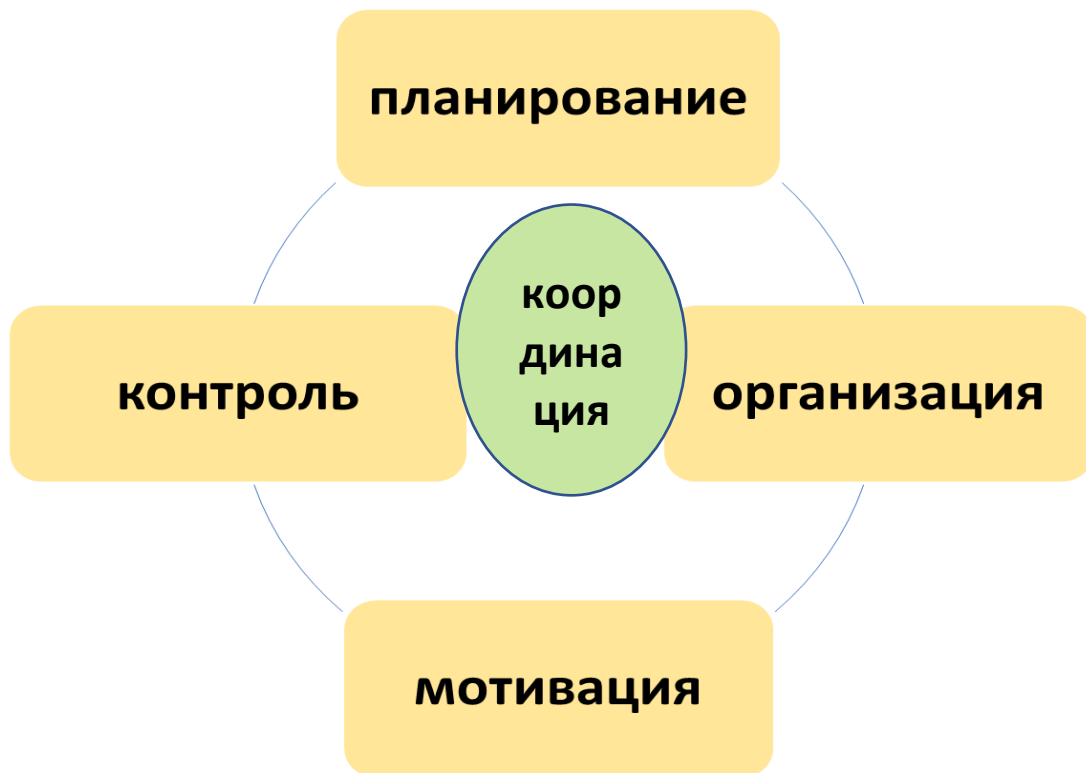 планирование
коор
дина
ция
контроль
организация
мотивация